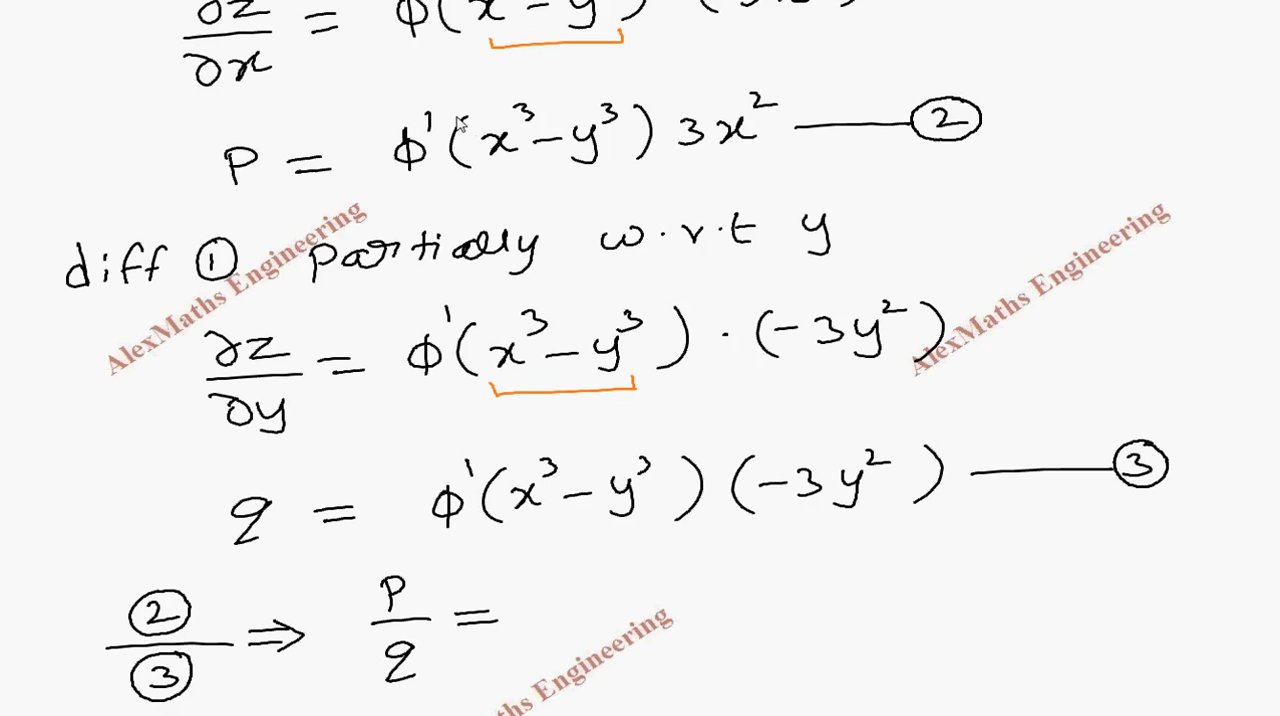 ∂z/∂x = ϕ(x - y
P = ϕ'(x³-y³) 3x² —— ②
diff ① partially w.r.t y
∂z/∂y = ϕ'(x³-y³) · (-3y²)
q = ϕ'(x³-y³) (-3y²) —— ③
②/③ ⇒ P/q =
AlexMaths Engineering
AlexMaths Engineering
ths Engineering